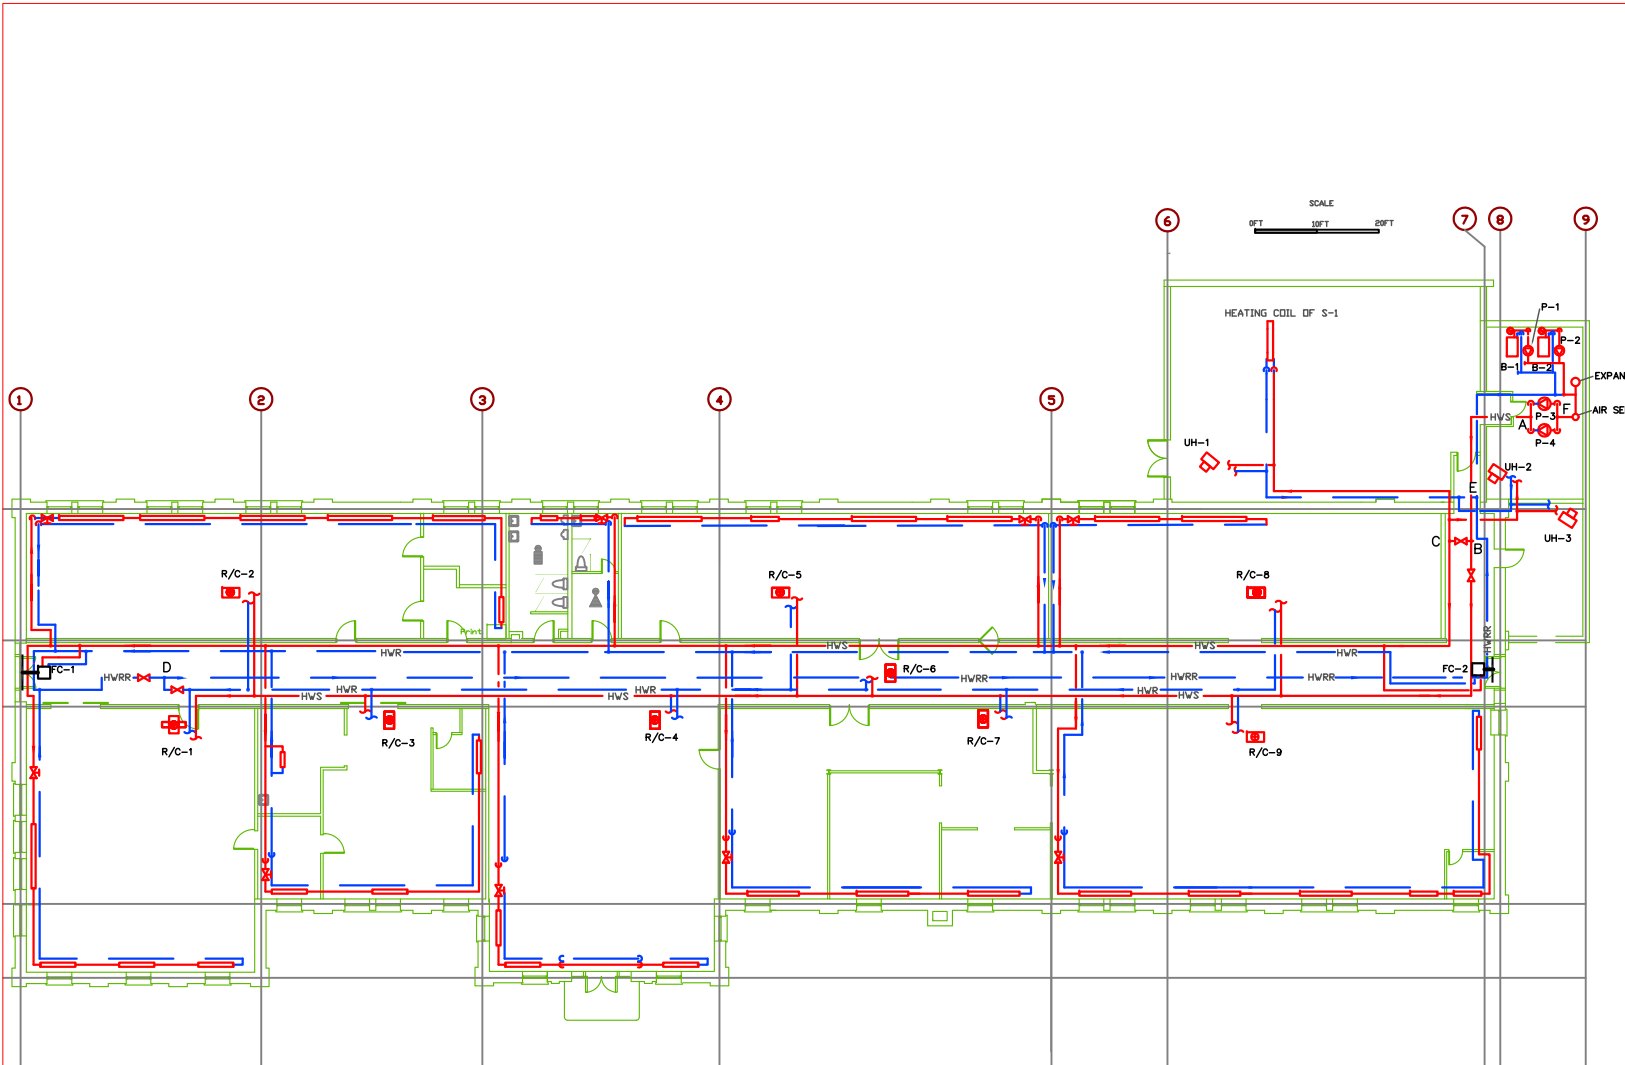 SCALE
0FT 10FT 20FT
6 7 8 9
HEATING COIL OF S-1
P-1
P-2
B-1 B-2
EXPAN
1 2 3 4 5
P-3 F
AIR SE
HWS A
P-4
UH-1
UH-2
E
UH-3
C B
R/C-2
R/C-5
R/C-8
Print
HWRR
HWR
HWS
HWS
HWR
FC-1
D
R/C-6
FC-2
HWRR
HWRR
HWRR
HWRR
HWS
HWR
HWS
HWR
HWR
HWS
R/C-1
R/C-3
R/C-4
R/C-7
R/C-9